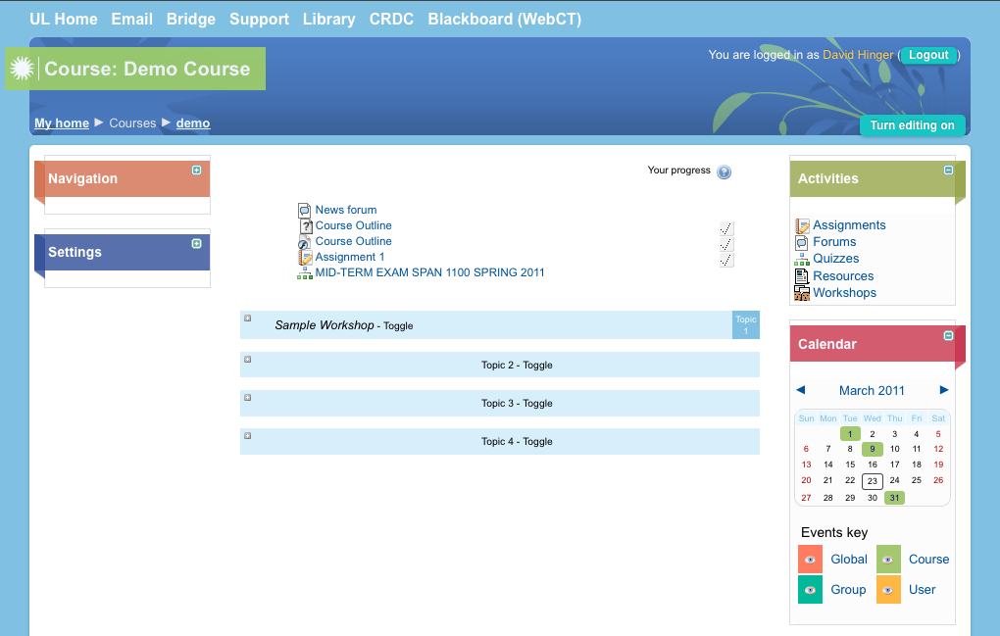 UL Home Email Bridge Support Library CRDC Blackboard (WebCT)
Course: Demo Course
You are logged in as David Hinger (Logout)
My home ► Courses ► demo
Turn editing on
Navigation
Settings
Your progress
News forum
Course Outline
Course Outline
Assignment 1
MID-TERM EXAM SPAN 1100 SPRING 2011
Sample Workshop - Toggle
Topic
1
Topic 2 - Toggle
Topic 3 - Toggle
Topic 4 - Toggle
Activities
Assignments
Forums
Quizzes
Resources
Workshops
Calendar
◄ March 2011 ►
Sun Mon Tue Wed Thu Fri Sat
1 2 3 4 5
6 7 8 9 10 11 12
13 14 15 16 17 18 19
20 21 22 23 24 25 26
27 28 29 30 31
Events key
Global Course
Group User